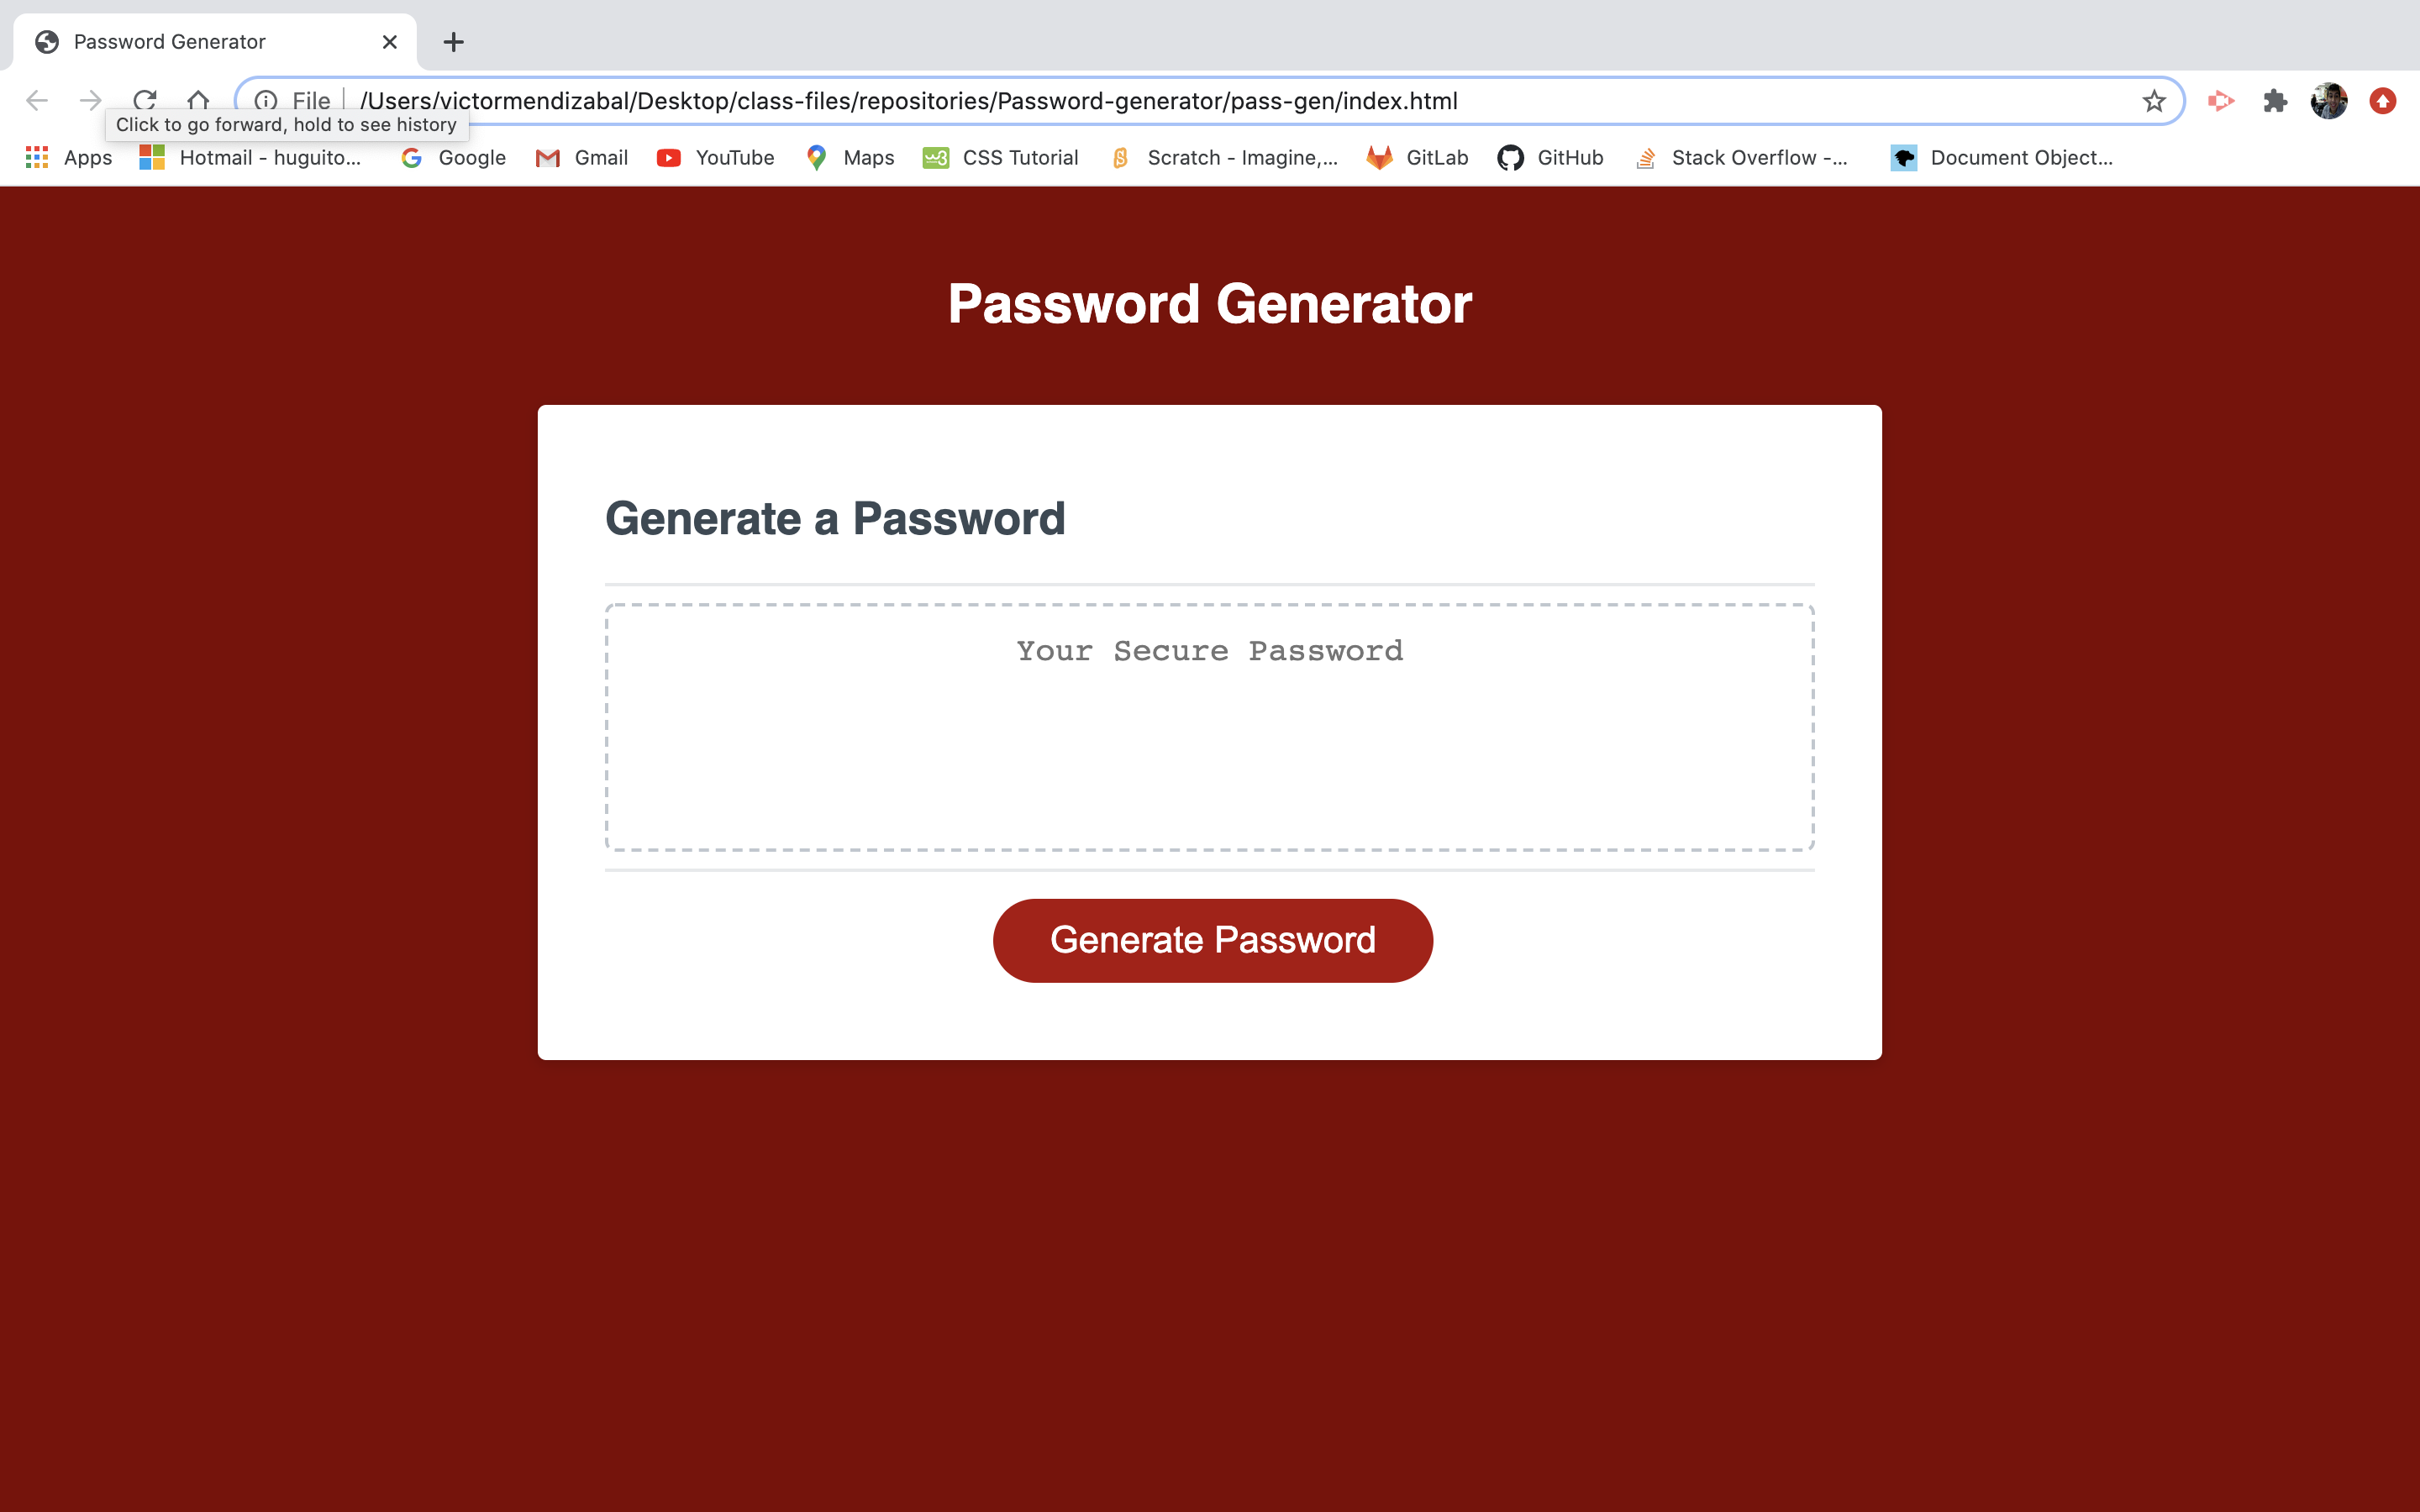 Password Generator
File /Users/victormendizabal/Desktop/class-files/repositories/Password-generator/pass-gen/index.html
Click to go forward, hold to see history
Apps Hotmail - huguito... Google Gmail YouTube Maps CSS Tutorial Scratch - Imagine,... GitLab GitHub Stack Overflow -... Document Object...
Password Generator
Generate a Password
Your Secure Password
Generate Password